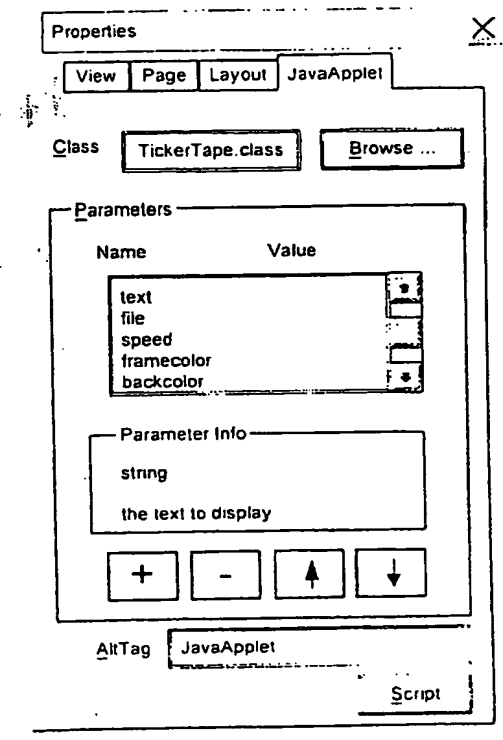 Properties
View Page Layout JavaApplet
Class TickerTape.class Browse ...
Parameters
Name Value
text
file
speed
framecolor
backcolor
Parameter Info
string
the text to display
+ -
AltTag JavaApplet
Script